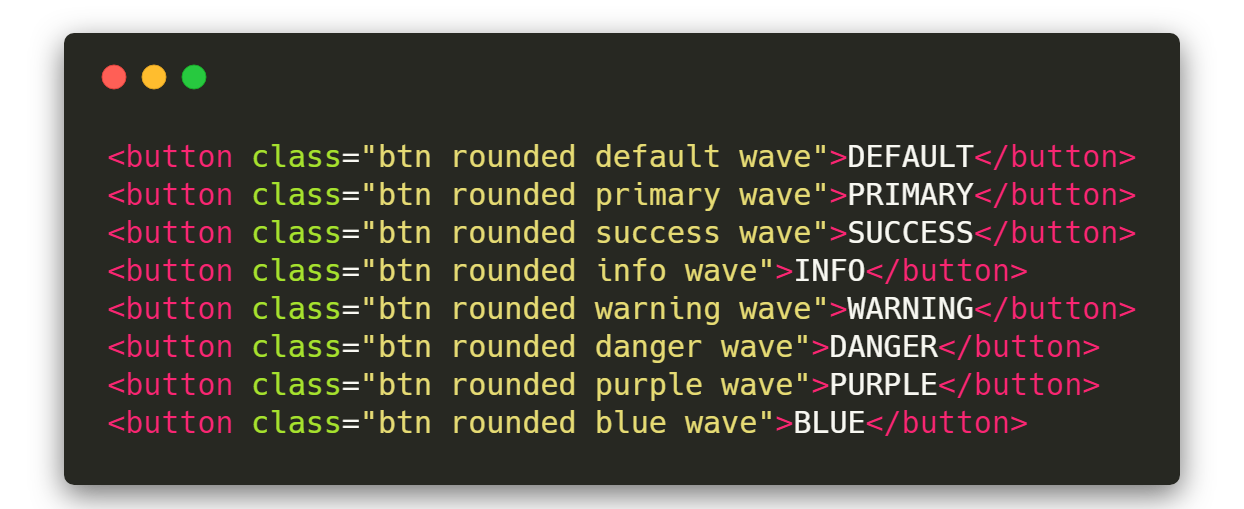 <button class="btn rounded default wave">DEFAULT</button>
<button class="btn rounded primary wave">PRIMARY</button>
<button class="btn rounded success wave">SUCCESS</button>
<button class="btn rounded info wave">INFO</button>
<button class="btn rounded warning wave">WARNING</button>
<button class="btn rounded danger wave">DANGER</button>
<button class="btn rounded purple wave">PURPLE</button>
<button class="btn rounded blue wave">BLUE</button>